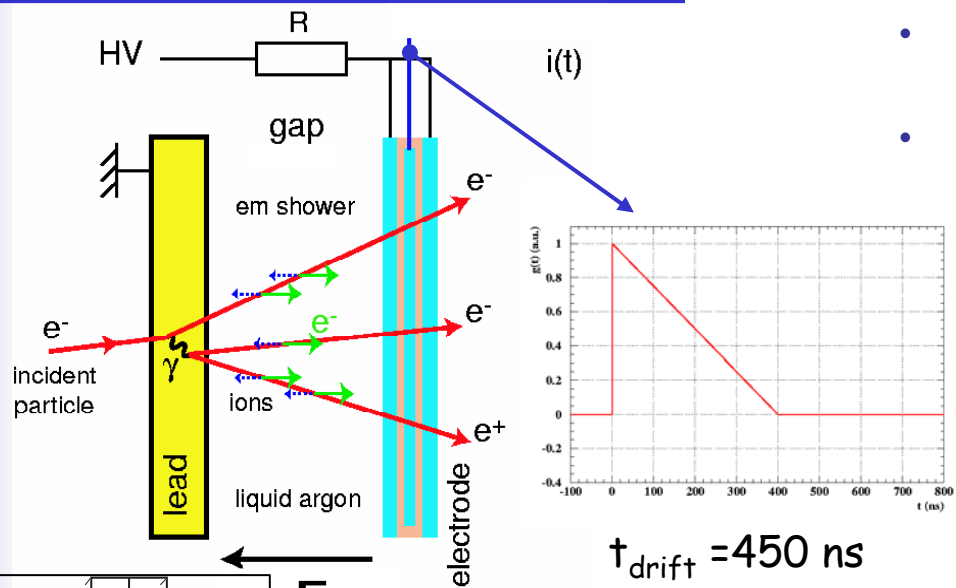 R
HV
i(t)
gap
e-
em shower
e-
e-
e-
γ
incident
particle
ions
e+
lead
liquid argon
electrode
g(t) (a.u.)
1
0.8
0.6
0.4
0.2
0
-0.2
-0.4
-100 0 100 200 300 400 500 600 700 800
t (ns)
tdrift =450 ns